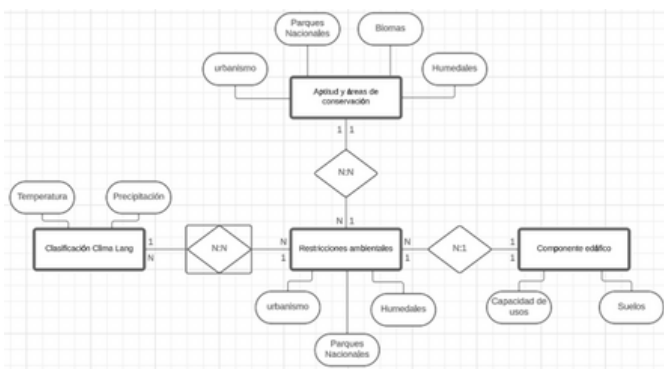 Parques
Nacionales
Biomas
urbanismo
Humedales
Aptitud y áreas de
conservación
1 1
N:N
N 1
Temperatura
Precipitación
Clasificación Clima Lang
1
N
N:N
N
1
Restricciones ambientales
N
1
N:1
1
1
Componente edáfico
urbanismo
Humedales
Parques
Nacionales
Capacidad de
usos
Suelos